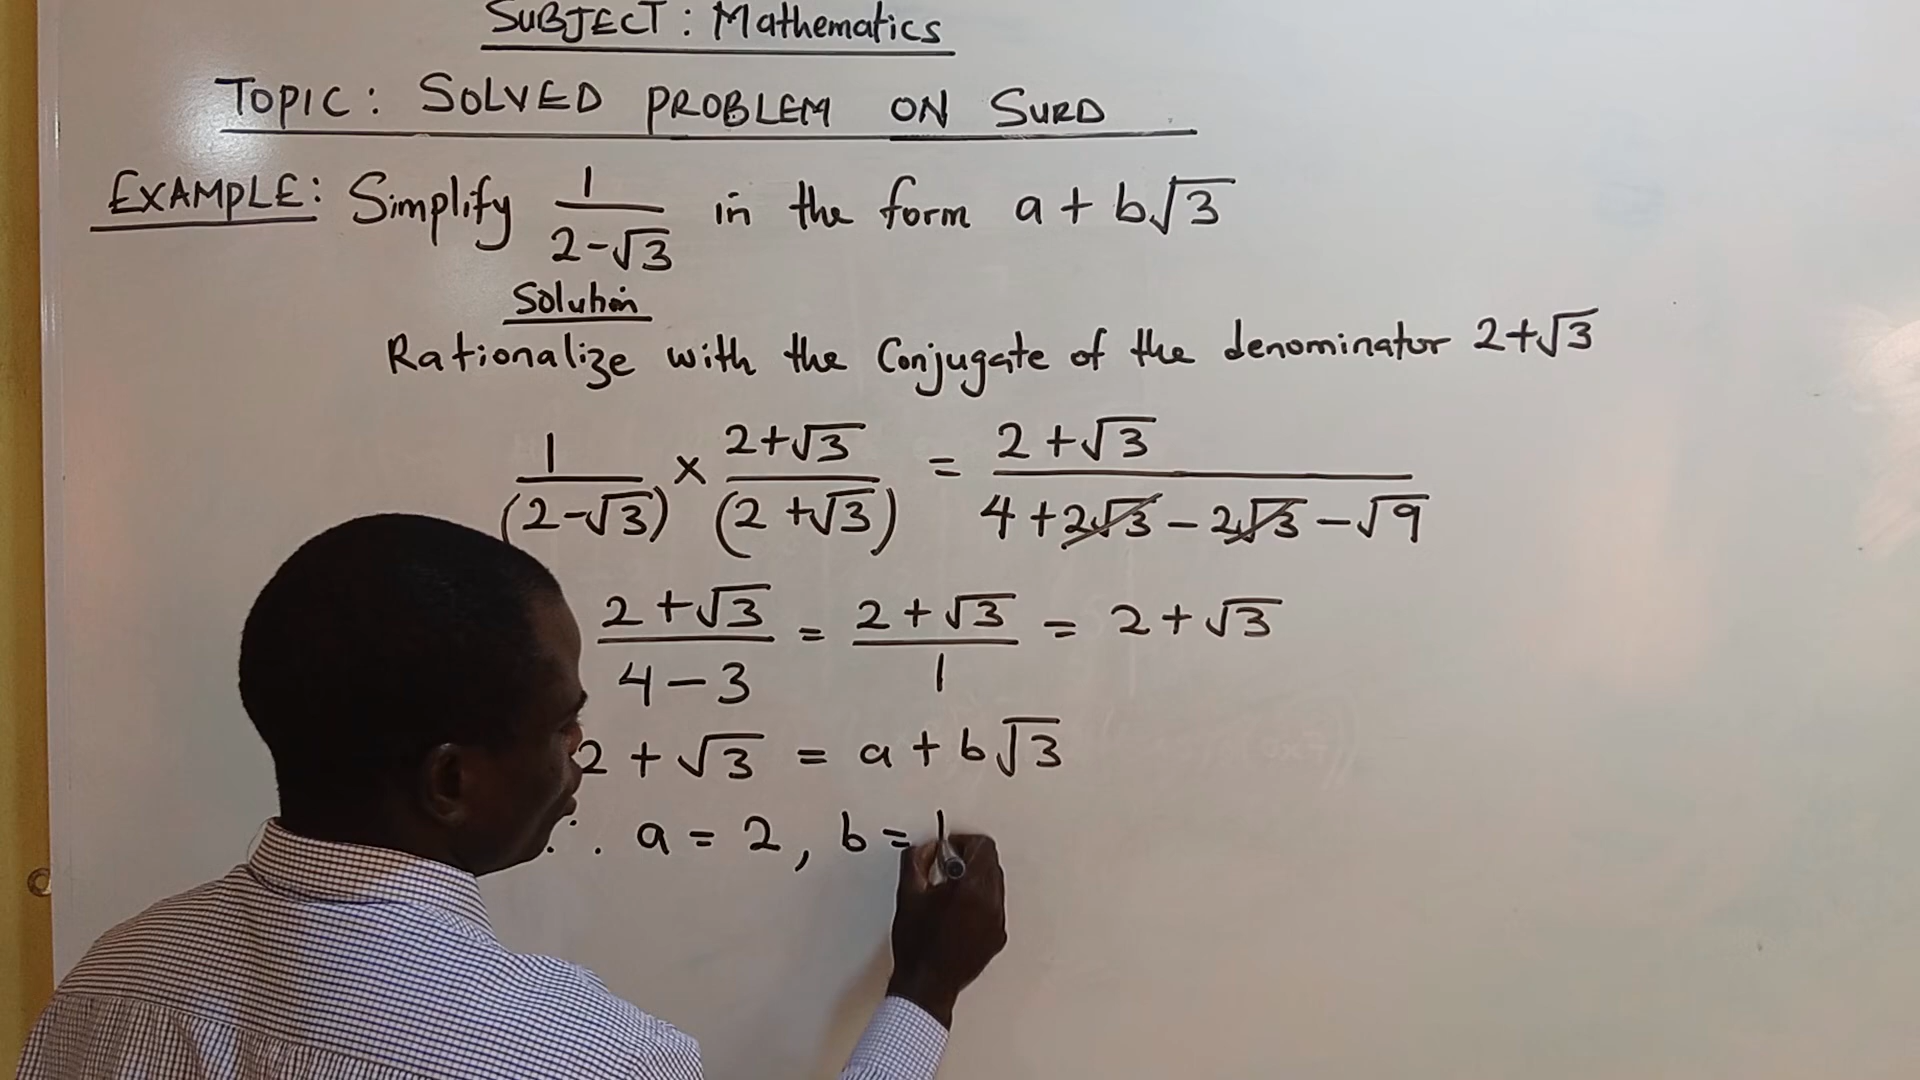 SUBJECT: Mathematics
TOPIC: SOLVED PROBLEM ON SURD
EXAMPLE: Simplify 1/(2-√3) in the form a + b√3
Solution
Rationalize with the Conjugate of the denominator 2+√3
1/(2-√3) × (2+√3)/(2+√3) = (2+√3)/(4+2√3-2√3-√9)
(2+√3)/(4-3) = (2+√3)/1 = 2+√3
2+√3 = a+b√3
∴ a = 2, b = 1